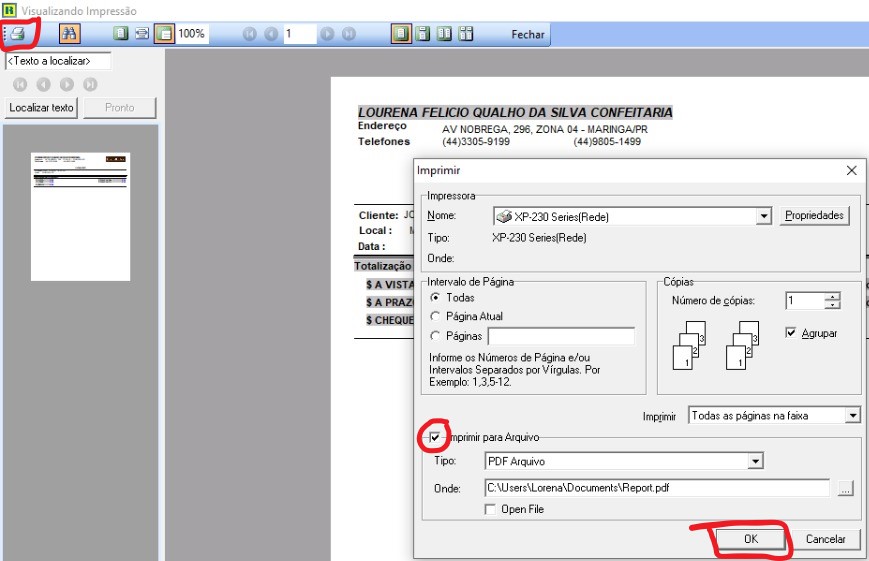 Visualizando Impressão
100%
1
Fechar
<Texto a localizar>
Localizar texto
Pronto
LOURENA FELICIO QUALHO DA SILVA CONFEITARIA
Endereço AV NOBREGA, 296, ZONA 04 - MARINGA/PR
Telefones (44)3305-9199 (44)9805-1499
Cliente: JO
Local : M
Data :
Totalização
$ A VISTA
$ A PRAZ
$ CHEQUE
Imprimir
Impressora
Nome: XP-230 Series(Rede) Propriedades
Tipo: XP-230 Series(Rede)
Onde:
Intervalo de Página
Todas
Página Atual
Páginas
Informe os Números de Página e/ou
Intervalos Separados por Vírgulas. Por
Exemplo: 1,3,5-12.
Cópias
Número de cópias: 1
1 2 3 1 2 3
Agrupar
Imprimir Todas as páginas na faixa
Imprimir para Arquivo
Tipo: PDF Arquivo
Onde: C:\Users\Lorena\Documents\Report.pdf ...
Open File
OK Cancelar